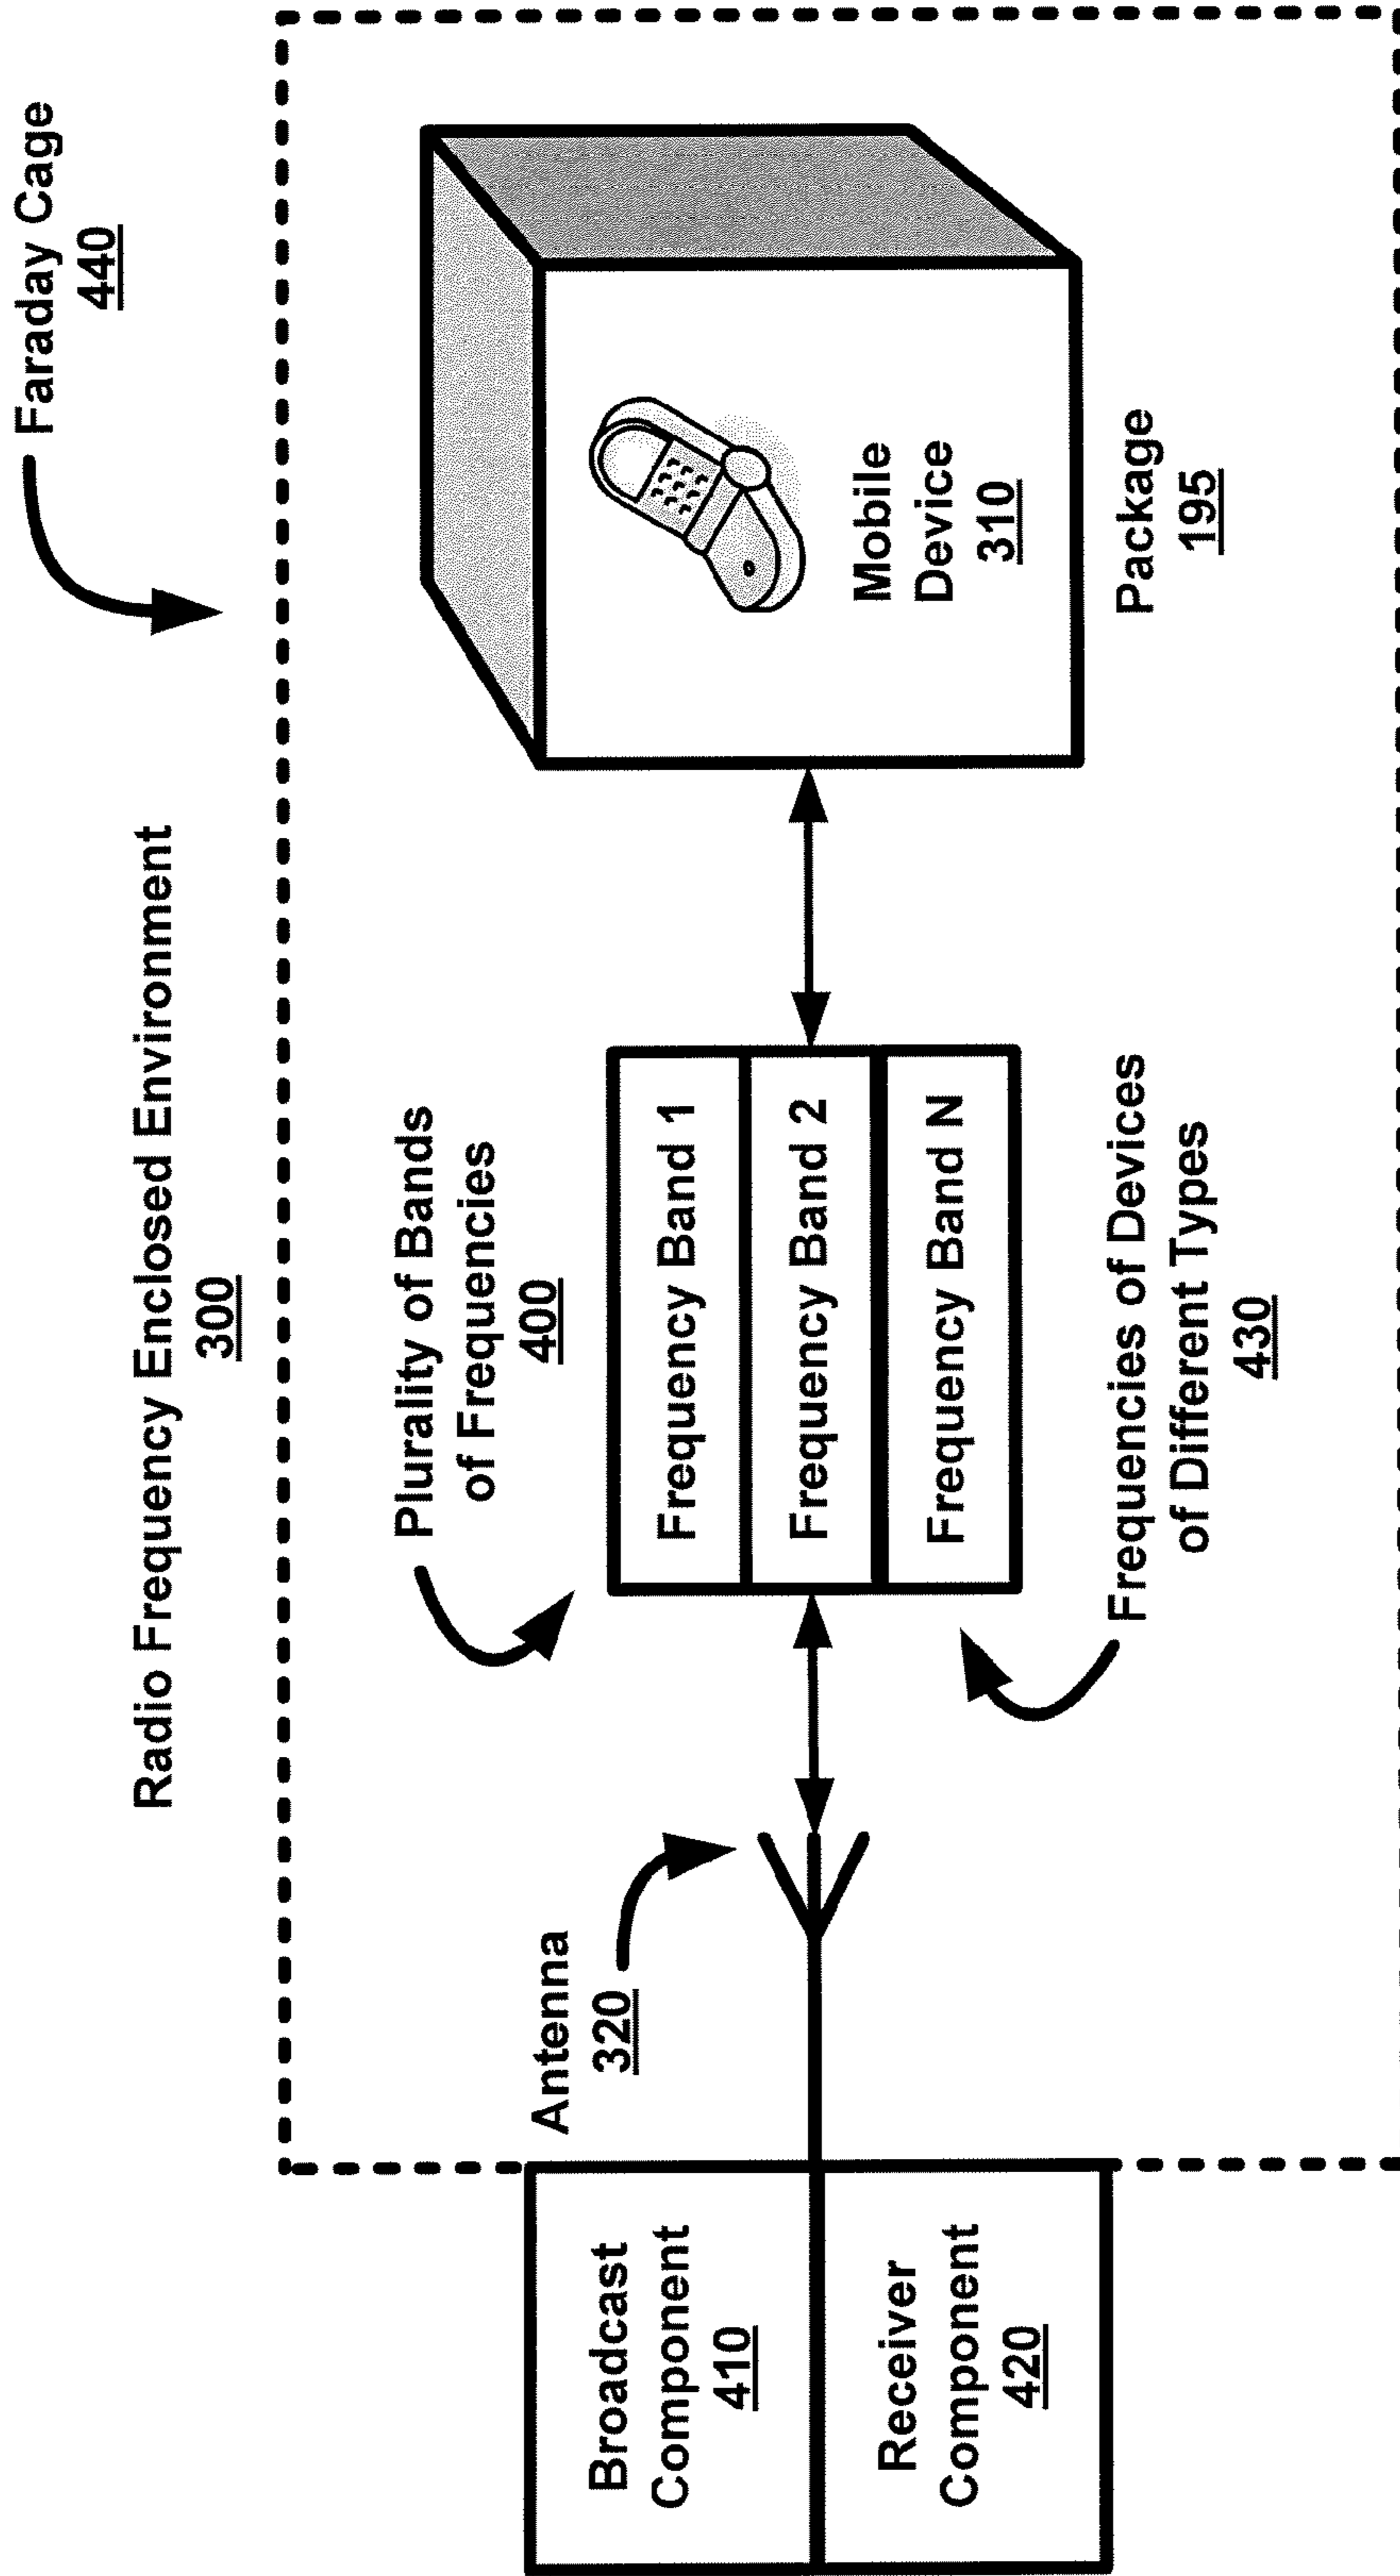 Faraday Cage
440
Radio Frequency Enclosed Environment
300
Plurality of Bands
of Frequencies
400
Antenna
320
Broadcast
Component
410
Receiver
Component
420
Frequency Band 1
Frequency Band 2
Frequency Band N
Frequencies of Devices
of Different Types
430
Mobile
Device
310
Package
195